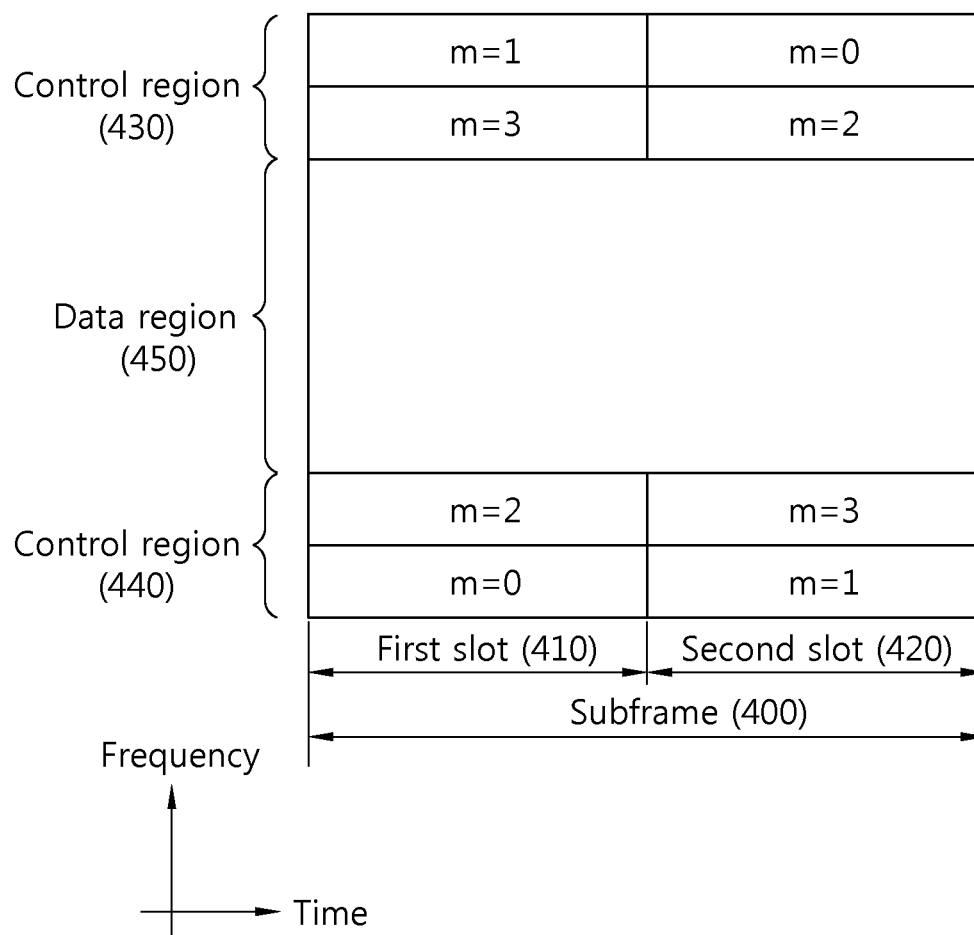 m=1 m=0
Control region
(430)
m=3 m=2
Data region
(450)
m=2 m=3
Control region
(440)
m=0 m=1
First slot (410) Second slot (420)
Subframe (400)
Frequency
Time